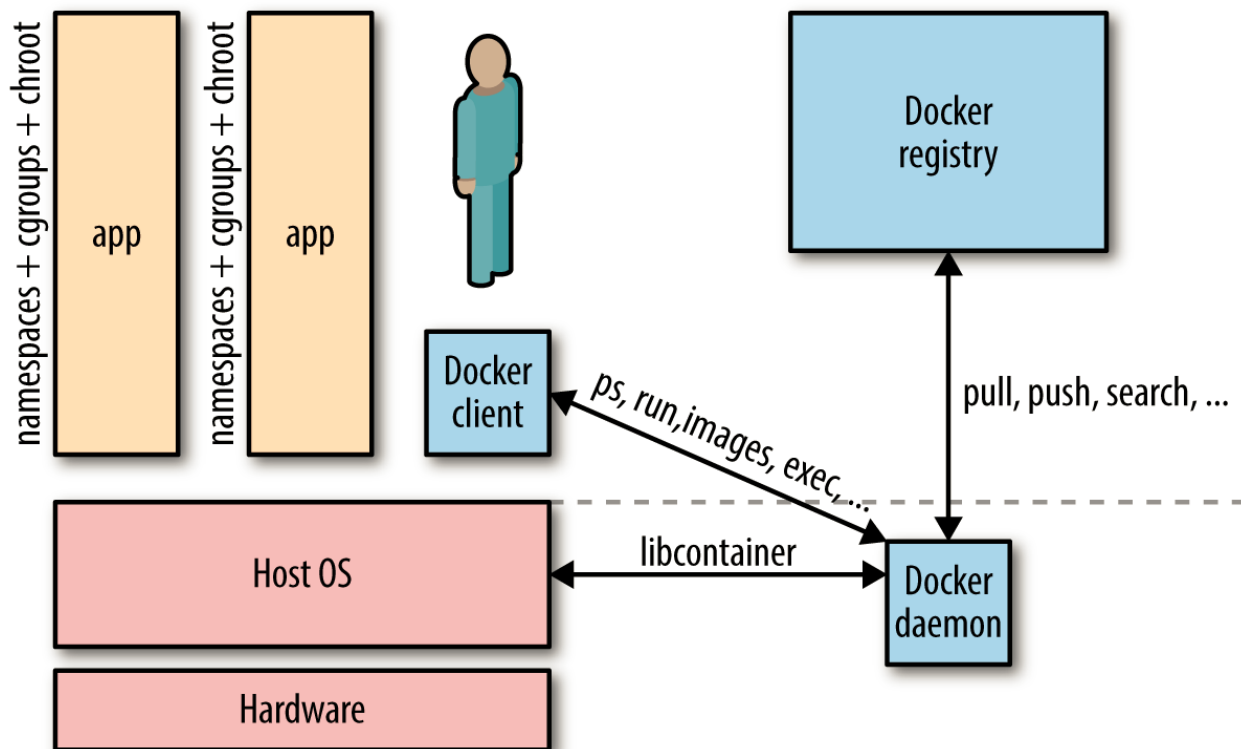 namespaces + cgroups + chroot
app
namespaces + cgroups + chroot
app
Docker
registry
Docker
client
ps, run,images, exec, ...
pull, push, search, ...
Host OS
libcontainer
Docker
daemon
Hardware